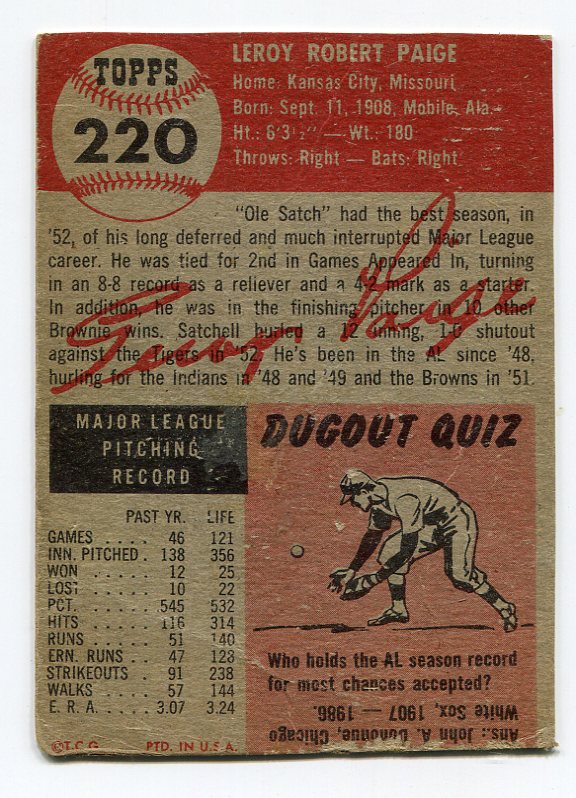 TOPPS
220
LEROY ROBERT PAIGE
Home: Kansas City, Missouri
Born: Sept. 11, 1908, Mobile, Ala.
Ht.: 6'3½" — Wt.: 180
Throws: Right — Bats: Right
"Ole Satch" had the best season, in
'52, of his long deferred and much interrupted Major League
career. He was tied for 2nd in Games Appeared In, turning
in an 8-8 record as a reliever and a 4-2 mark as a starter.
In addition, he was in the finishing pitcher in 10 other
Brownie wins. Satchell hurled a 12 inning, 1-0 shutout
against the Tigers in '52. He's been in the AL since '48,
hurling for the Indians in '48 and '49 and the Browns in '51.
Paige
MAJOR LEAGUE
PITCHING
RECORD
PAST YR. LIFE
GAMES ..... 46 121
INN. PITCHED . 138 356
WON ..... 12 25
LOST ..... 10 22
PCT. ..... 545 532
HITS ..... 116 314
RUNS ..... 51 140
ERN. RUNS ... 47 123
STRIKEOUTS .. 91 238
WALKS .... 57 144
E. R. A. .... 3.07 3.24
©T.C.G. PTD. IN U.S.A.
DUGOUT QUIZ
Who holds the AL season record
for most chances accepted?
Ans.: John A. Donohue, Chicago
White Sox, 1907 — 1986.